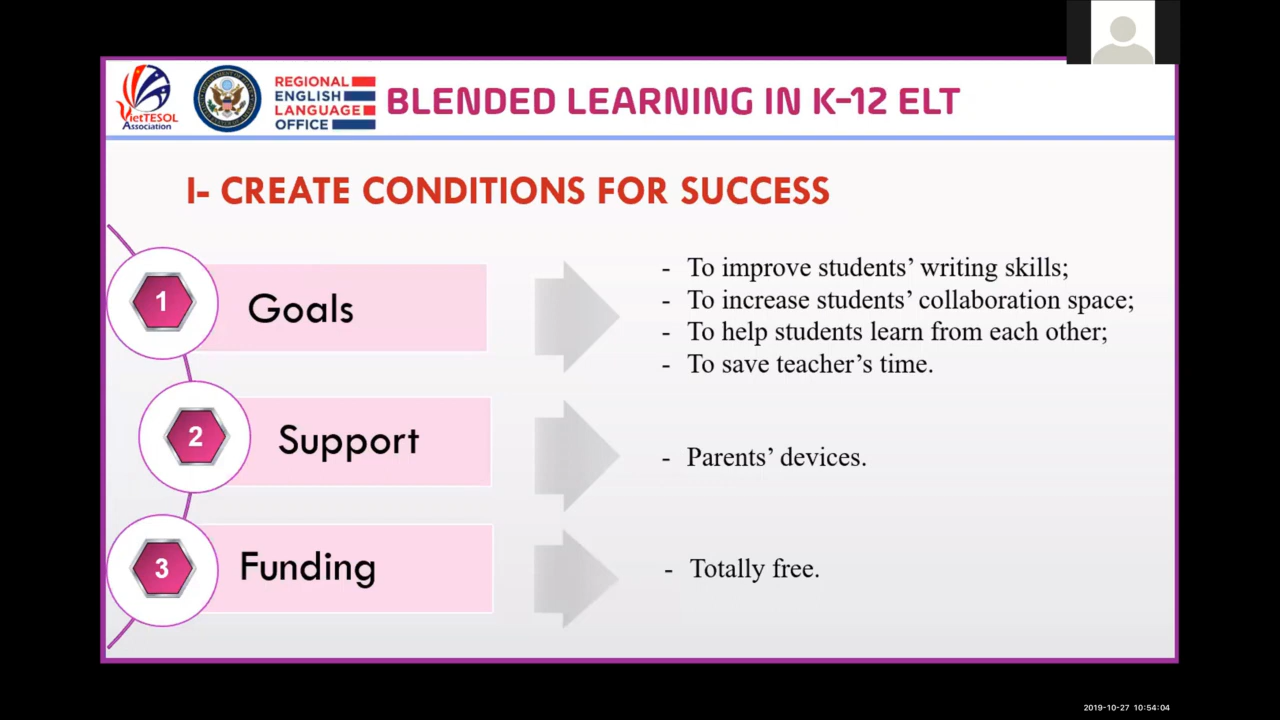 VietTESOL
Association
REGIONAL
ENGLISH
LANGUAGE
OFFICE
BLENDED LEARNING IN K-12 ELT
I- CREATE CONDITIONS FOR SUCCESS
1
Goals
- To improve students’ writing skills;
- To increase students’ collaboration space;
- To help students learn from each other;
- To save teacher’s time.
2
Support
- Parents’ devices.
3
Funding
- Totally free.
2019-10-27 10:54:04